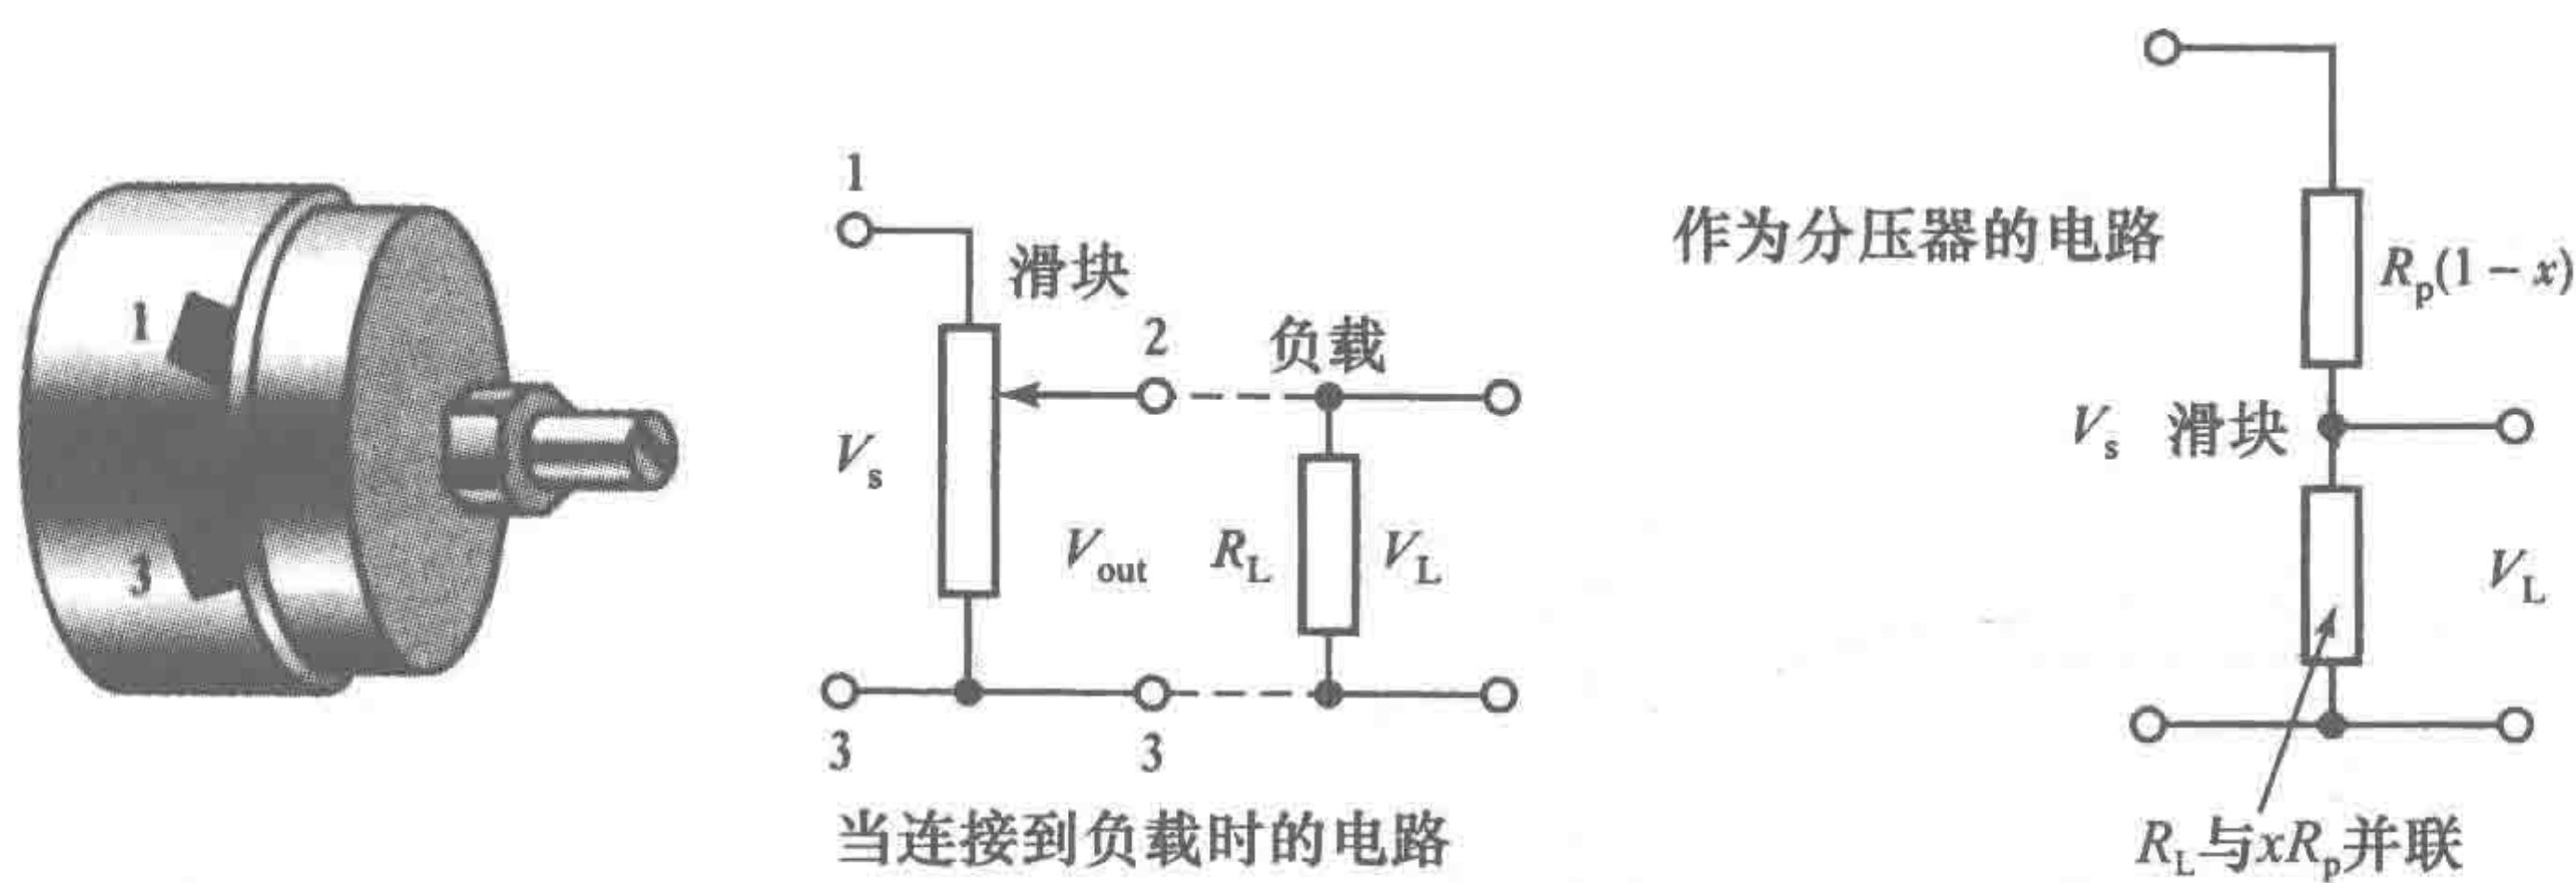 1
3
1
滑块
2
负载
V_s
V_out
R_L
V_L
3
3
当连接到负载时的电路
作为分压器的电路
R_p(1 − x)
V_s 滑块
V_L
R_L与xR_p并联